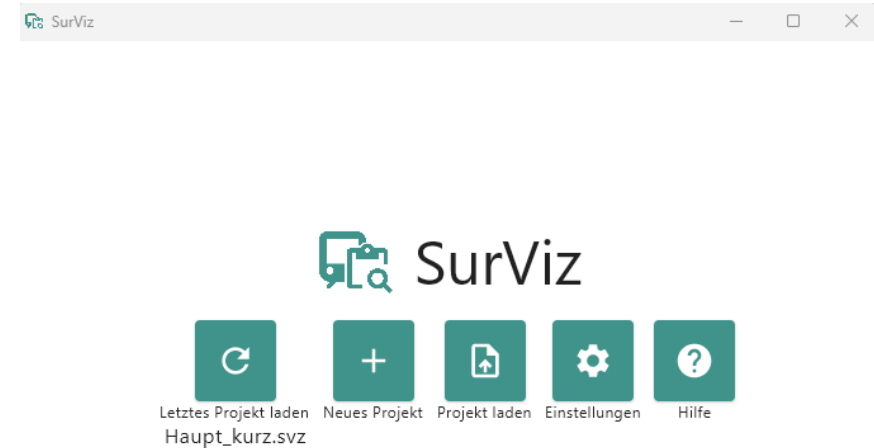 SurViz
SurViz
Letztes Projekt laden Neues Projekt Projekt laden Einstellungen Hilfe
Haupt_kurz.svz